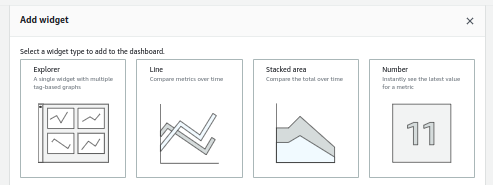 Add widget
Select a widget type to add to the dashboard.
Explorer
A single widget with multiple
tag-based graphs
Line
Compare metrics over time
Stacked area
Compare the total over time
Number
Instantly see the latest value
for a metric
11